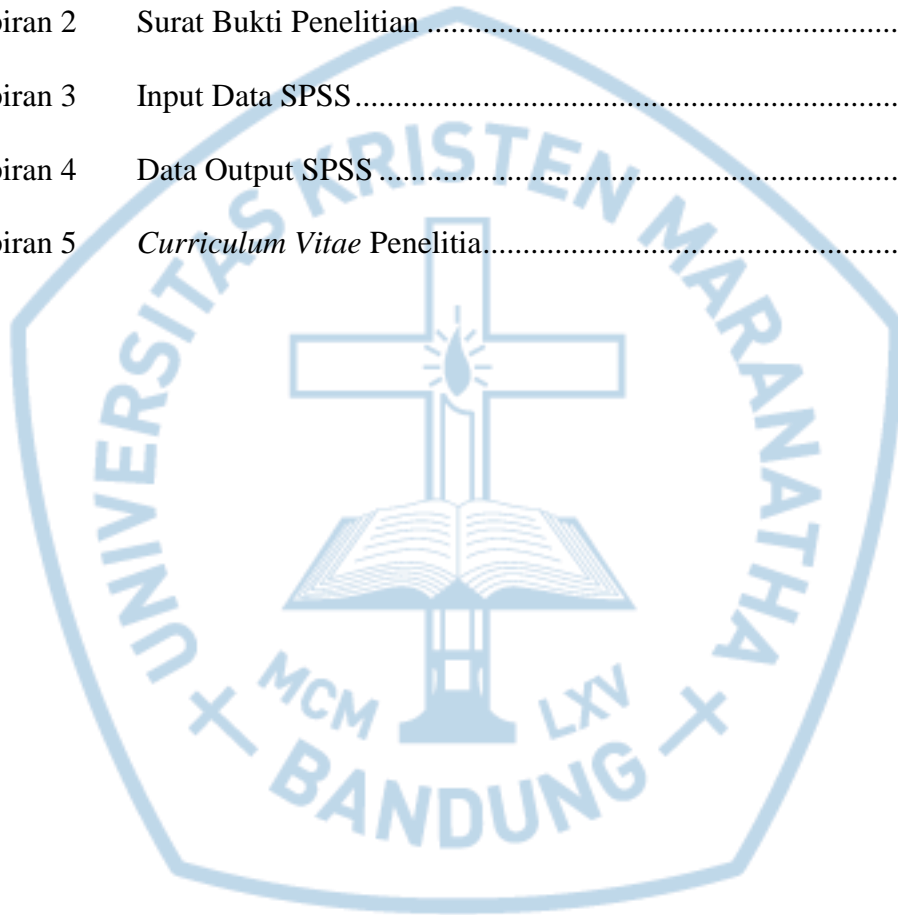 piran 2 Surat Bukti Penelitian ..........................................................
piran 3 Input Data SPSS ...................................................................
piran 4 Data Output SPSS ................................................................
piran 5 Curriculum Vitae Penelitia ...................................................
UNIVERSITAS KRISTEN MARANATHA
MCM LXV
BANDUNG